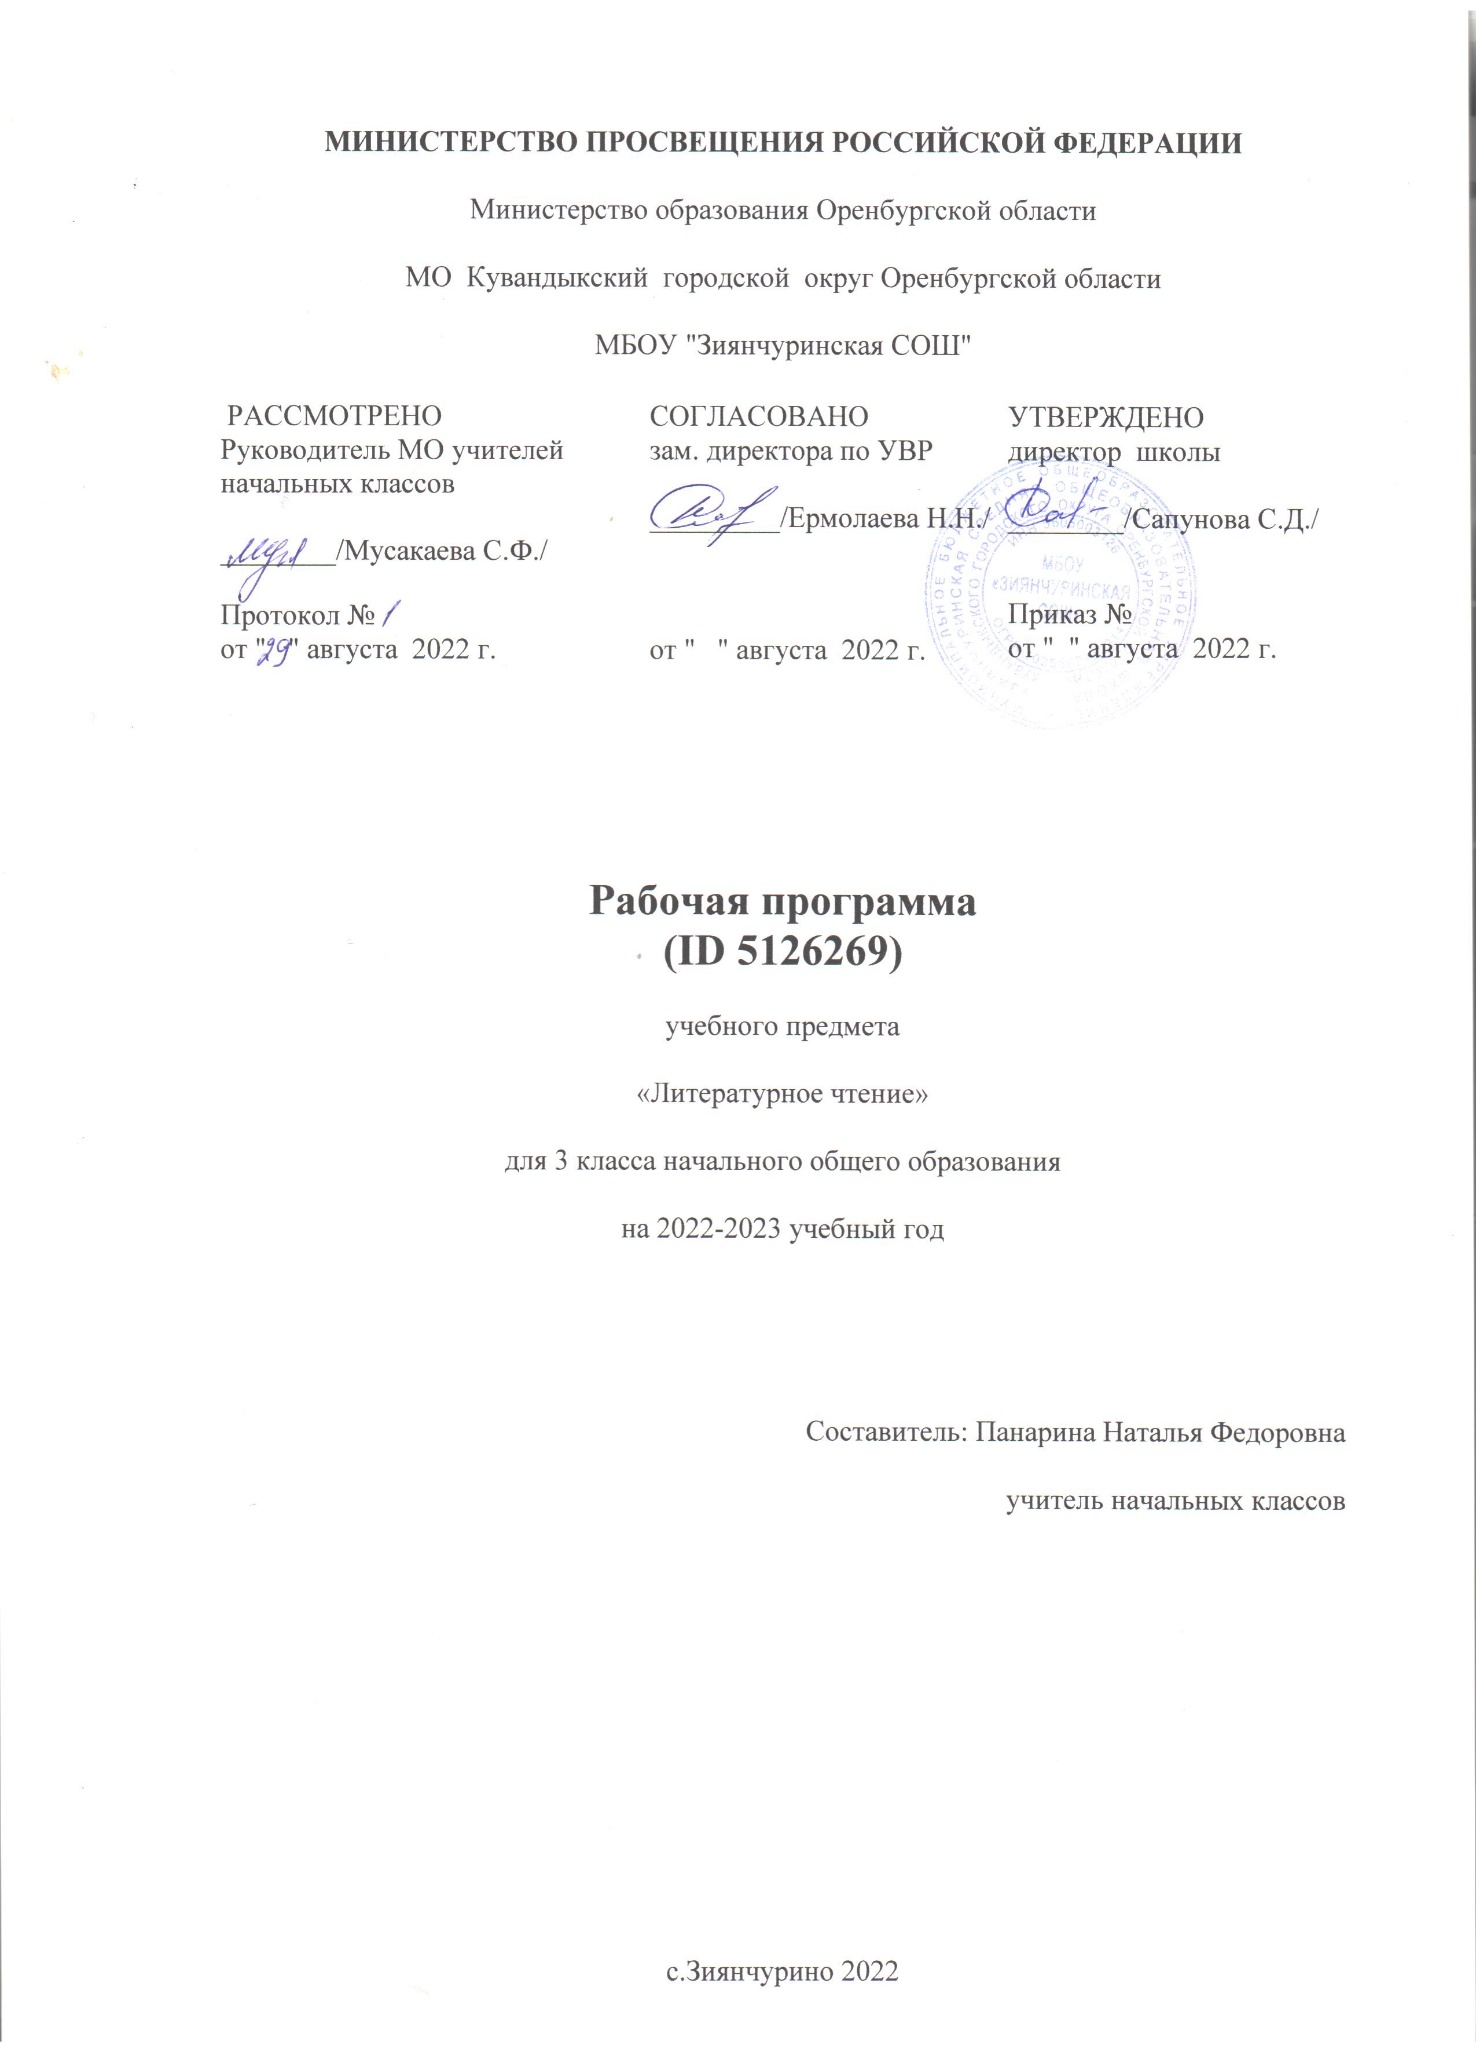 МИНИСТЕРСТВО ПРОСВЕЩЕНИЯ РОССИЙСКОЙ ФЕДЕРАЦИИ
Министерство образования Оренбургской области
МО Кувандыкский городской округ Оренбургской области
МБОУ "Зиянчуринская СОШ"
РАССМОТРЕНО
Руководитель МО учителей
начальных классов
/Мусакаева С.Ф./
Протокол № 1
от "29" августа 2022 г.
СОГЛАСОВАНО
зам. директора по УВР
/Ермолаева Н.Н./
от " " августа 2022 г.
УТВЕРЖДЕНО
директор школы
/Сапунова С.Д./
Приказ №
от " " августа 2022 г.
МБОУ
«ЗИЯНЧУРИНСКАЯ
СОШ»
Рабочая программа
(ID 5126269)
учебного предмета
«Литературное чтение»
для 3 класса начального общего образования
на 2022-2023 учебный год
Составитель: Панарина Наталья Федоровна
учитель начальных классов
с.Зиянчурино 2022